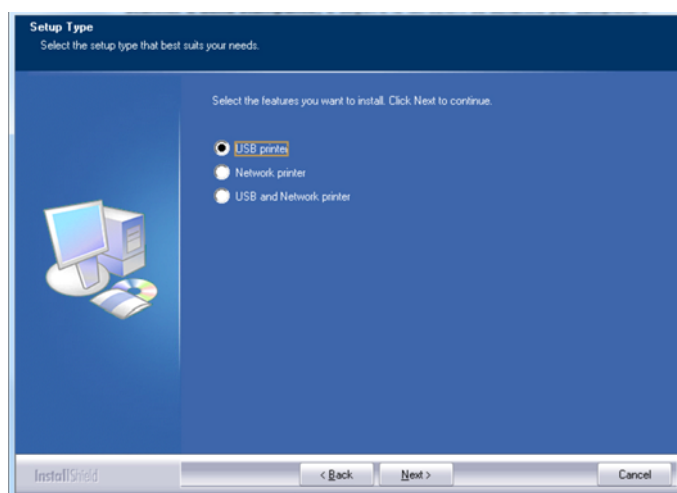 Setup Type
Select the setup type that best suits your needs.
Select the features you want to install. Click Next to continue.
USB printer
Network printer
USB and Network printer
InstallShield
< Back
Next >
Cancel